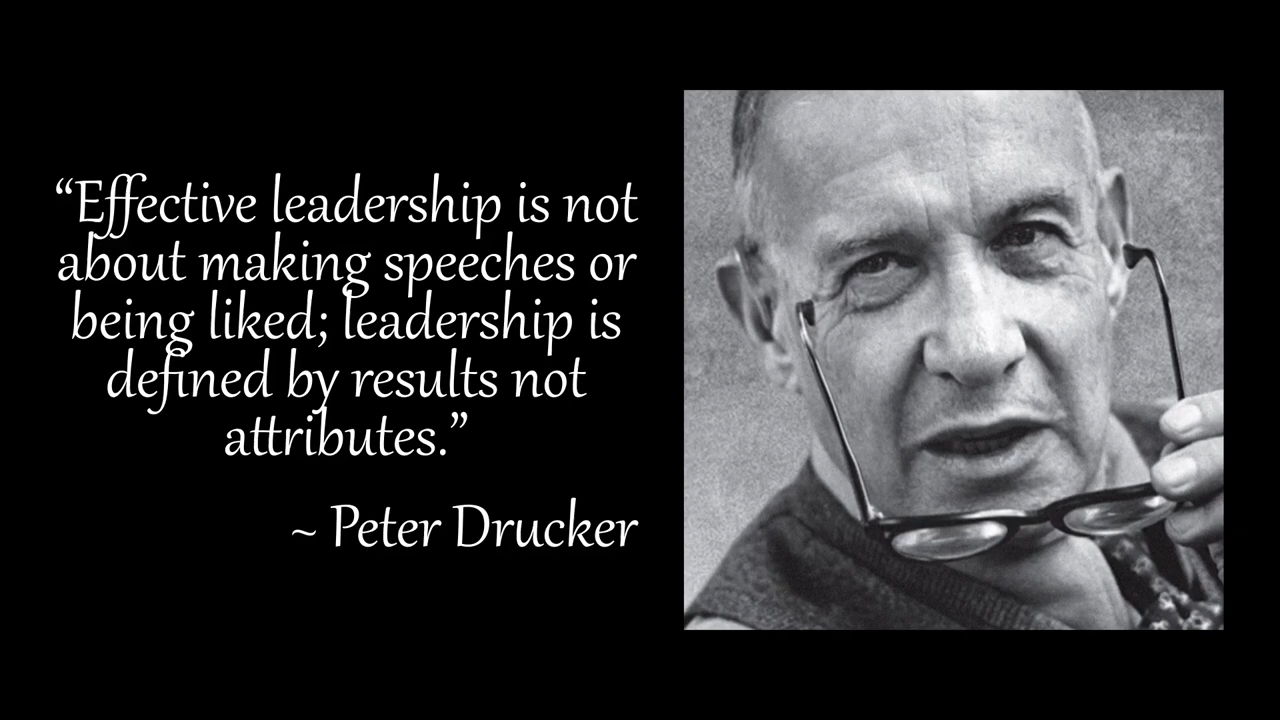 “Effective leadership is not
about making speeches or
being liked; leadership is
defined by results not
attributes.”
~ Peter Drucker